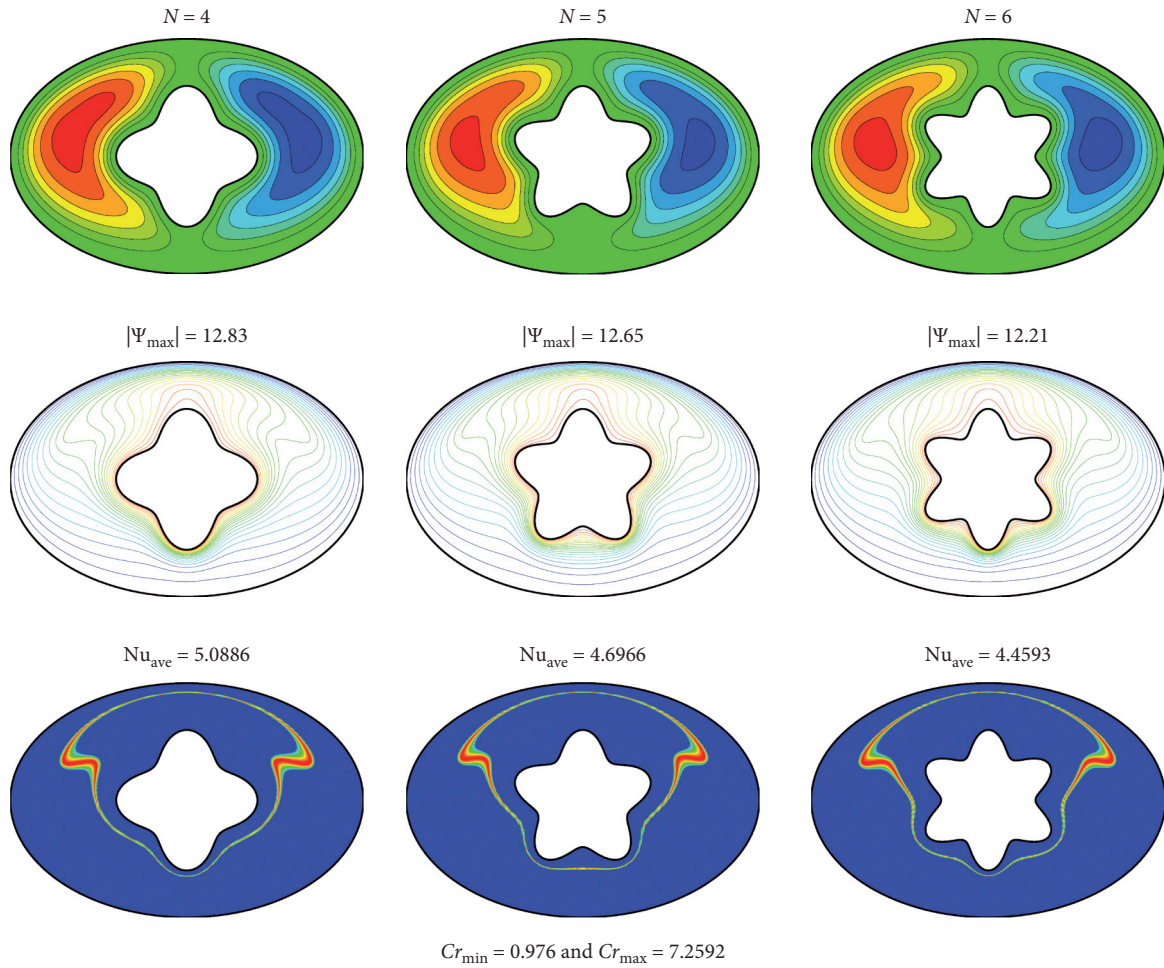 N = 4 N = 5 N = 6
|Ψmax| = 12.83 |Ψmax| = 12.65 |Ψmax| = 12.21
Nuave = 5.0886 Nuave = 4.6966 Nuave = 4.4593
Crmin = 0.976 and Crmax = 7.2592